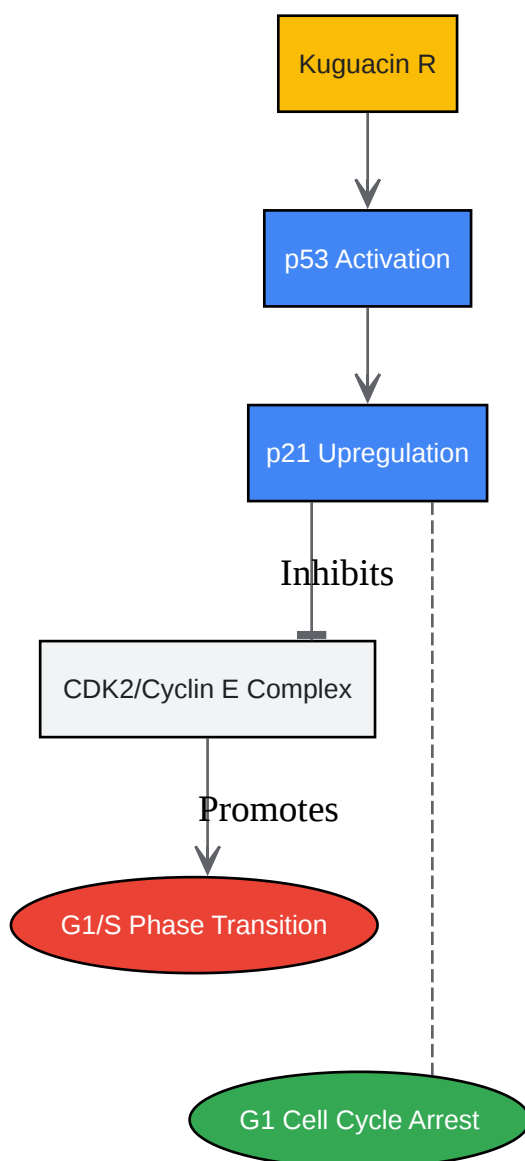 Kuguacin R
p53 Activation
p21 Upregulation
Inhibits
CDK2/Cyclin E Complex
Promotes
G1/S Phase Transition
G1 Cell Cycle Arrest